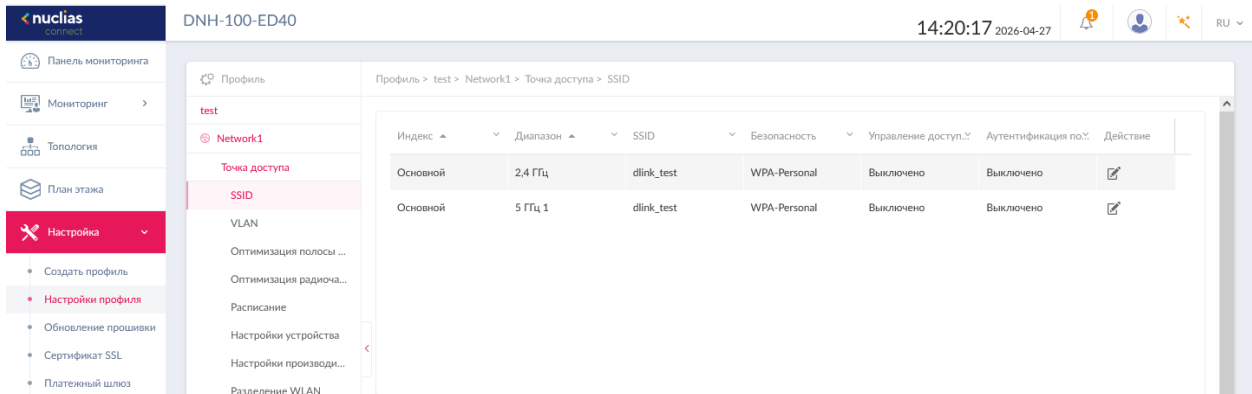 nuclias
connect
DNH-100-ED40
14:20:17 2026-04-27
1
RU
Панель мониторинга
Мониторинг
Топология
План этажа
Настройка
Создать профиль
Настройки профиля
Обновление прошивки
Сертификат SSL
Платежный шлюз
Профиль
test
Network1
Точка доступа
SSID
VLAN
Оптимизация полосы ...
Оптимизация радиоча...
Расписание
Настройки устройства
Настройки производи...
Разделение WLAN
Профиль > test > Network1 > Точка доступа > SSID
Индекс Диапазон SSID Безопасность Управление доступ... Аутентификация по... Действие
Основной 2,4 ГГц dlink_test WPA-Personal Выключено Выключено
Основной 5 ГГц 1 dlink_test WPA-Personal Выключено Выключено